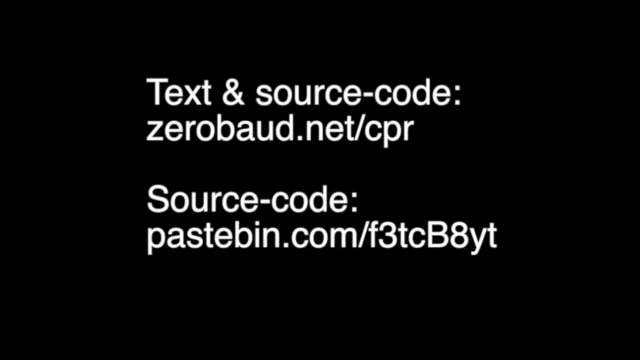 Text & source-code:
zerobaud.net/cpr
Source-code:
pastebin.com/f3tcB8yt